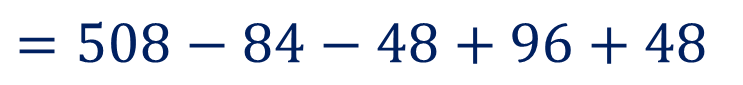 = 508 − 84 − 48 + 96 + 48